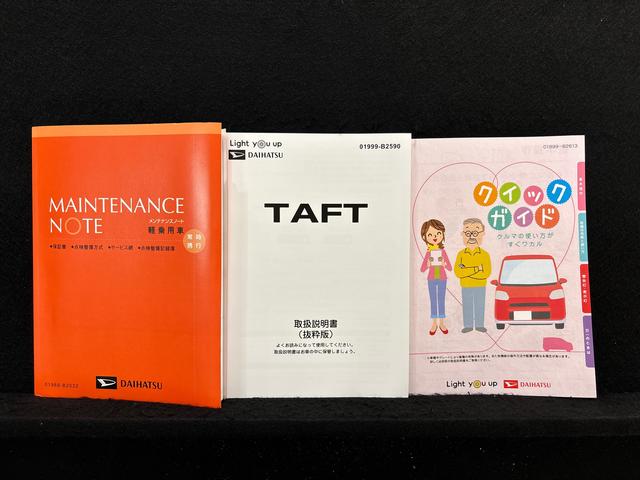 MAINTENANCE
NOTE
メンテナンスノート
軽乗用車
常時
携行
●保証書 ●点検整備方式 ●サービス網 ●点検整備記録簿
DAIHATSU
01999-B2532
Light you up
DAIHATSU
01999-B2590
TAFT
取扱説明書
(抜粋版)
よくお読みになって使用してください。
取扱説明書はお車の中に保管しましょう。
01999-B2613
クイック
ガイド
クルマの使い方が
すぐワカル
Light you up
DAIHATSU